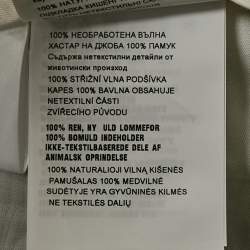 100% НЕОБРАБОТЕНА ВЪЛНА
ХАСТАР НА ДЖОБА 100% ПАМУК
Съдържа нетекстилни детайли от
животински произход
100% STŘIŽNÍ VLNA PODŠÍVKA
KAPES 100% BAVLNA OBSAHUJE
NETEXTILNÍ ČÁSTI
ZVÍŘECÍHO PŮVODU
100% REN, NY ULD LOMMEFOR
100% BOMULD INDEHOLDER
IKKE-TEKSTILBASEREDE DELE AF
ANIMALSK OPRINDELSE
100% NATURALIOJI VILNĄ KIŠENĖS
PAMUŠALAS 100% MEDVILNĖ
SUDĖTYJE YRA GYVŪNINĖS KILMĖS
NE TEKSTILĖS DALIŲ